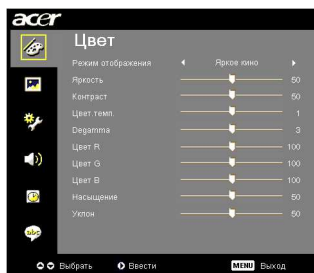 acer
Цвет
Режим отображения Яркое кино
Яркость 50
Контраст 50
Цвет.темп. 1
Degamma 3
Цвет R 100
Цвет G 100
Цвет B 100
Насыщение 50
Уклон 50
abc
Выбрать Ввести MENU Выход